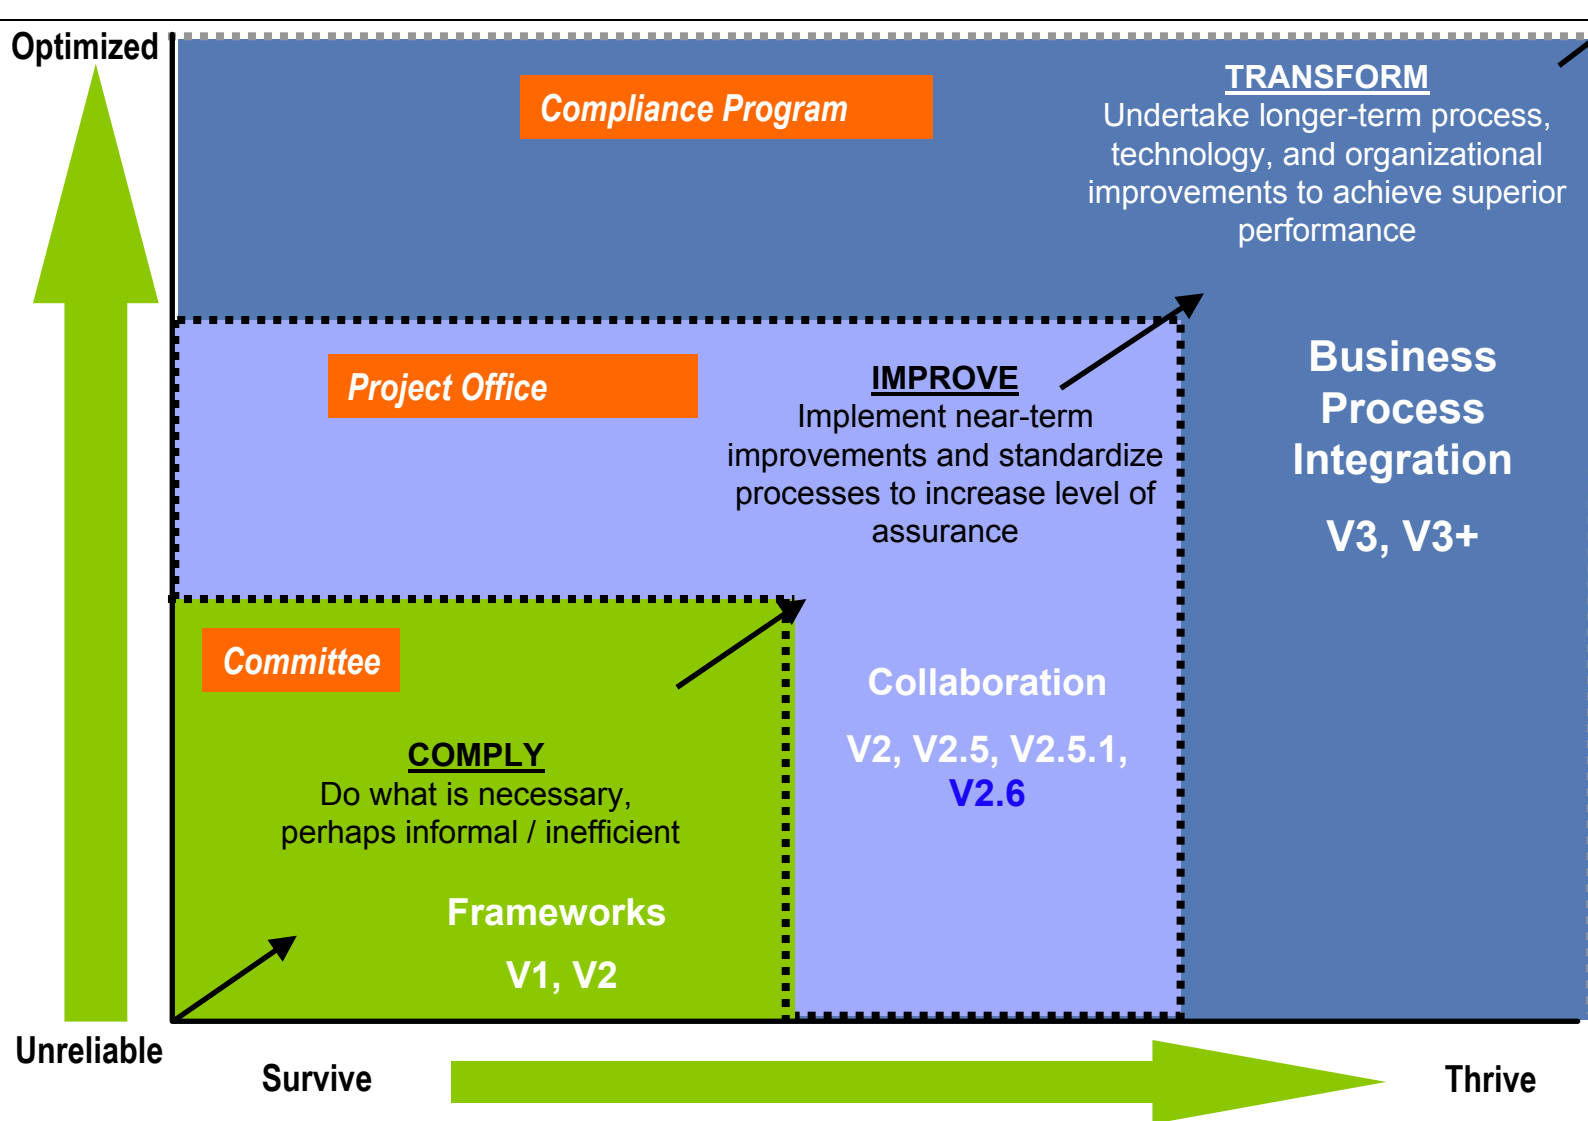 Optimized
Compliance Program
TRANSFORM
Undertake longer-term process,
technology, and organizational
improvements to achieve superior
performance
Project Office
IMPROVE
Implement near-term
improvements and standardize
processes to increase level of
assurance
Business
Process
Integration
V3, V3+
Committee
COMPLY
Do what is necessary,
perhaps informal / inefficient
Frameworks
V1, V2
Collaboration
V2, V2.5, V2.5.1,
V2.6
Unreliable
Survive
Thrive